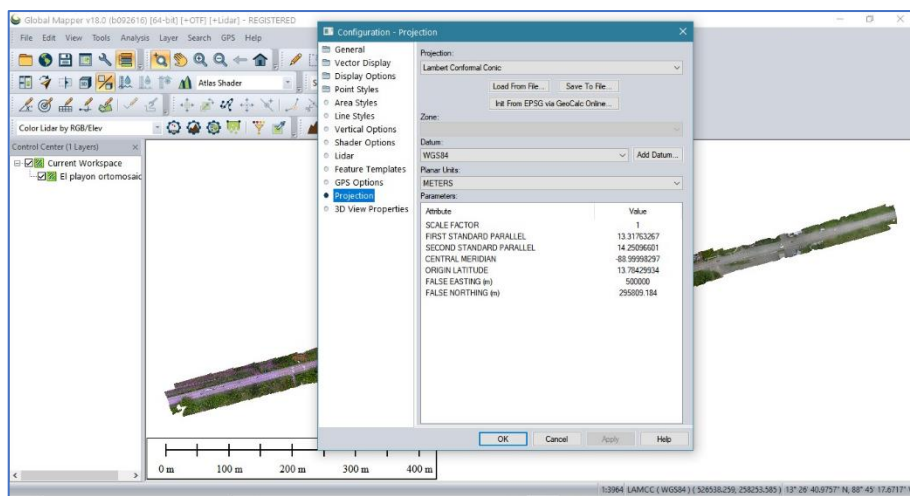 Global Mapper v18.0 (b092616) [64-bit] [+OTF] [+Lidar] - REGISTERED
File Edit View Tools Analysis Layer Search GPS Help
Atlas Shader
Color Lidar by RGB/Elev
Control Center (1 Layers)
Current Workspace
El playon ortomosaic
Configuration - Projection
General
Vector Display
Display Options
Point Styles
Area Styles
Line Styles
Vertical Options
Shader Options
Lidar
Feature Templates
GPS Options
Projection
3D View Properties
Projection:
Lambert Conformal Conic
Load From File...
Save To File...
Init From EPSG via GeoCalc Online...
Zone:
Datum:
WGS84
Add Datum...
Planar Units:
METERS
Parameters:
Attribute Value
SCALE FACTOR 1
FIRST STANDARD PARALLEL 13.31763267
SECOND STANDARD PARALLEL 14.25096601
CENTRAL MERIDIAN -88.99998297
ORIGIN LATITUDE 13.78429934
FALSE EASTING (m) 500000
FALSE NORTHING (m) 295809.184
OK Cancel Apply Help
0 m 100 m 200 m 300 m 400 m
1:3964 LAMCC ( WGS84 ) ( 526538.259, 258253.585 ) 13° 26' 40.9757" N, 88° 45' 17.6717"